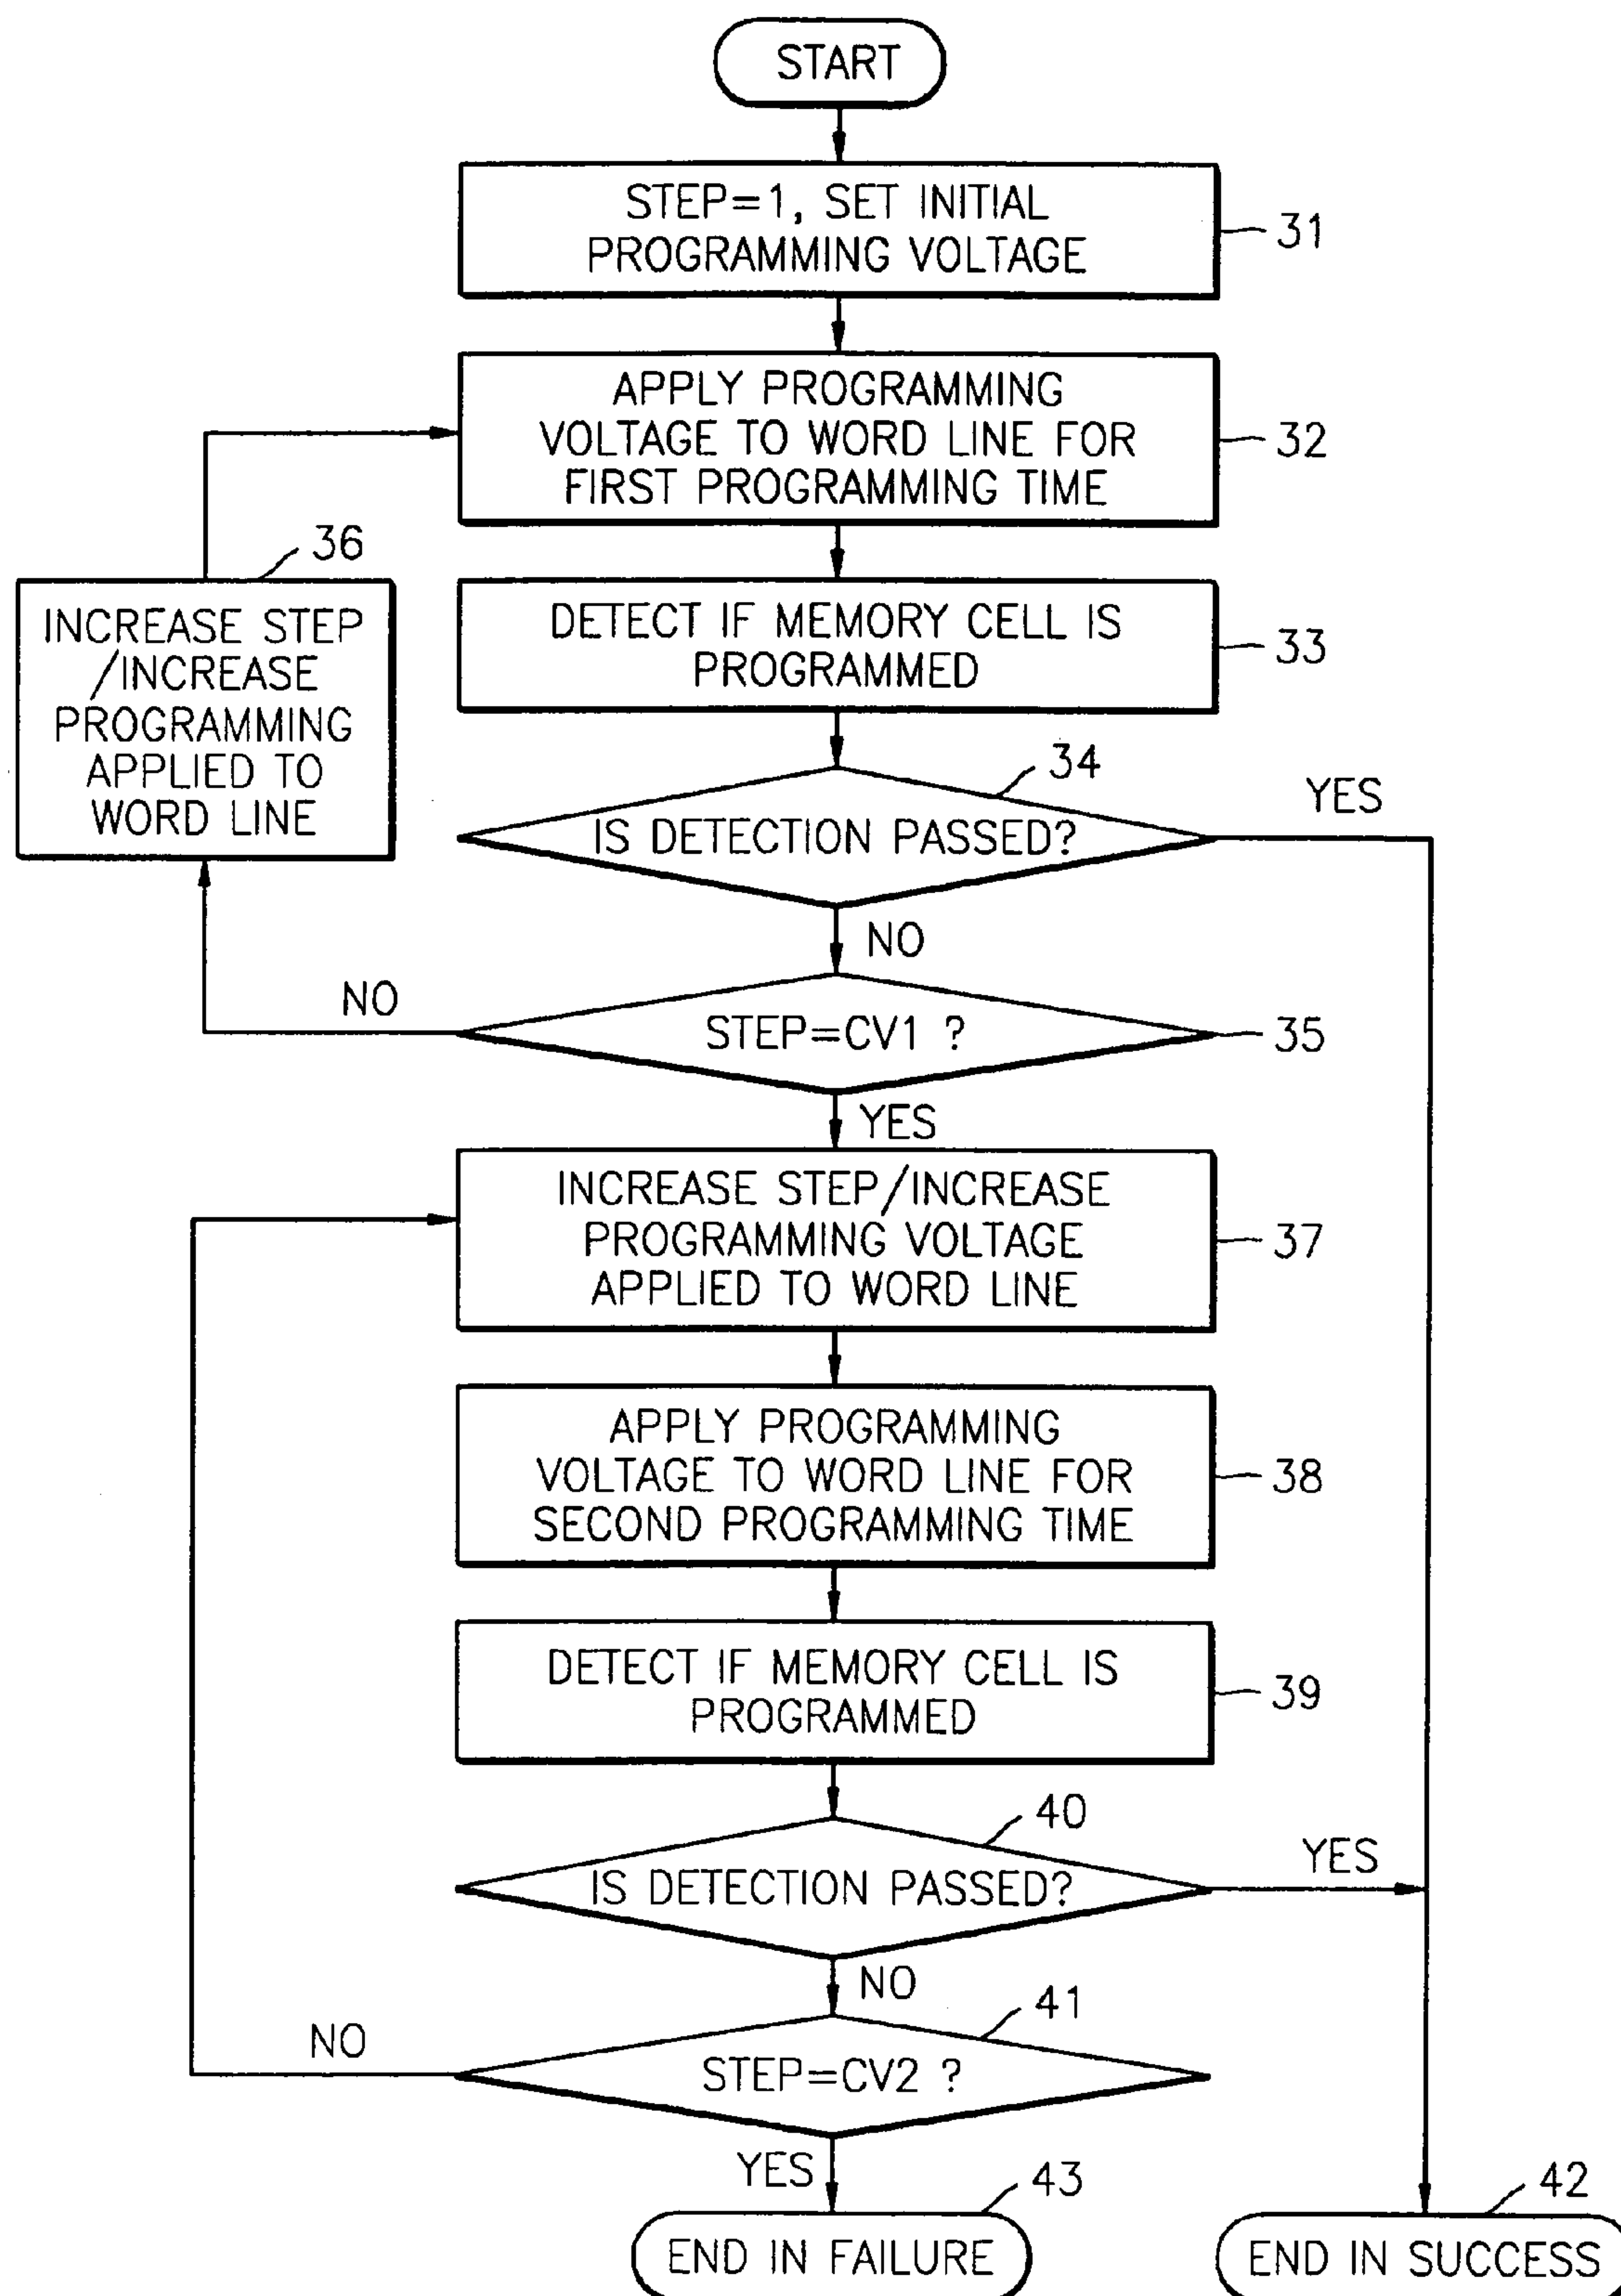 START
STEP=1, SET INITIAL
PROGRAMMING VOLTAGE
31
APPLY PROGRAMMING
VOLTAGE TO WORD LINE FOR
FIRST PROGRAMMING TIME
32
36
INCREASE STEP
/INCREASE
PROGRAMMING
APPLIED TO
WORD LINE
DETECT IF MEMORY CELL IS
PROGRAMMED
33
34
IS DETECTION PASSED?
YES
NO
STEP=CV1 ?
35
NO
YES
INCREASE STEP/INCREASE
PROGRAMMING VOLTAGE
APPLIED TO WORD LINE
37
APPLY PROGRAMMING
VOLTAGE TO WORD LINE FOR
SECOND PROGRAMMING TIME
38
DETECT IF MEMORY CELL IS
PROGRAMMED
39
40
IS DETECTION PASSED?
YES
NO
41
STEP=CV2 ?
NO
YES
43
END IN FAILURE
42
END IN SUCCESS